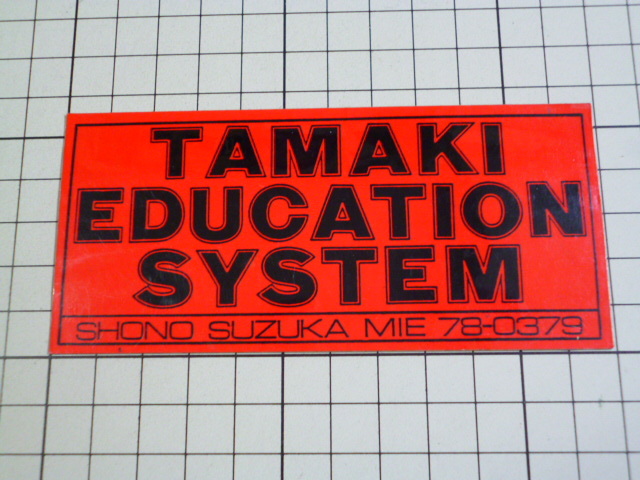 TAMAKI
EDUCATION
SYSTEM
SHONO SUZUKA MIE 78-0379